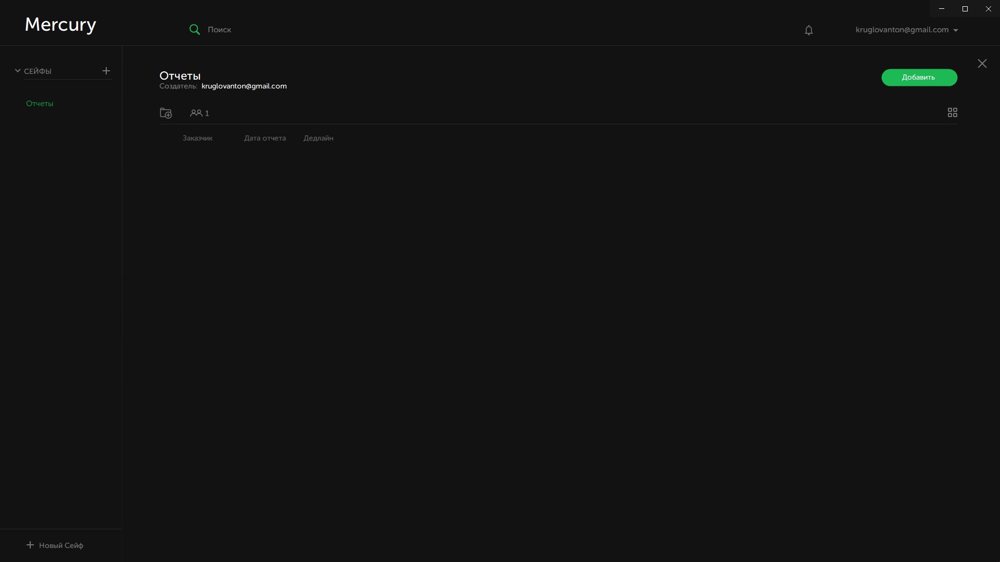 Mercury
Поиск
kruglovanton@gmail.com
СЕЙФЫ
Отчеты
Отчеты
Создатель: kruglovanton@gmail.com
Добавить
1
Заказчик Дата отчета Дедлайн
Новый Сейф